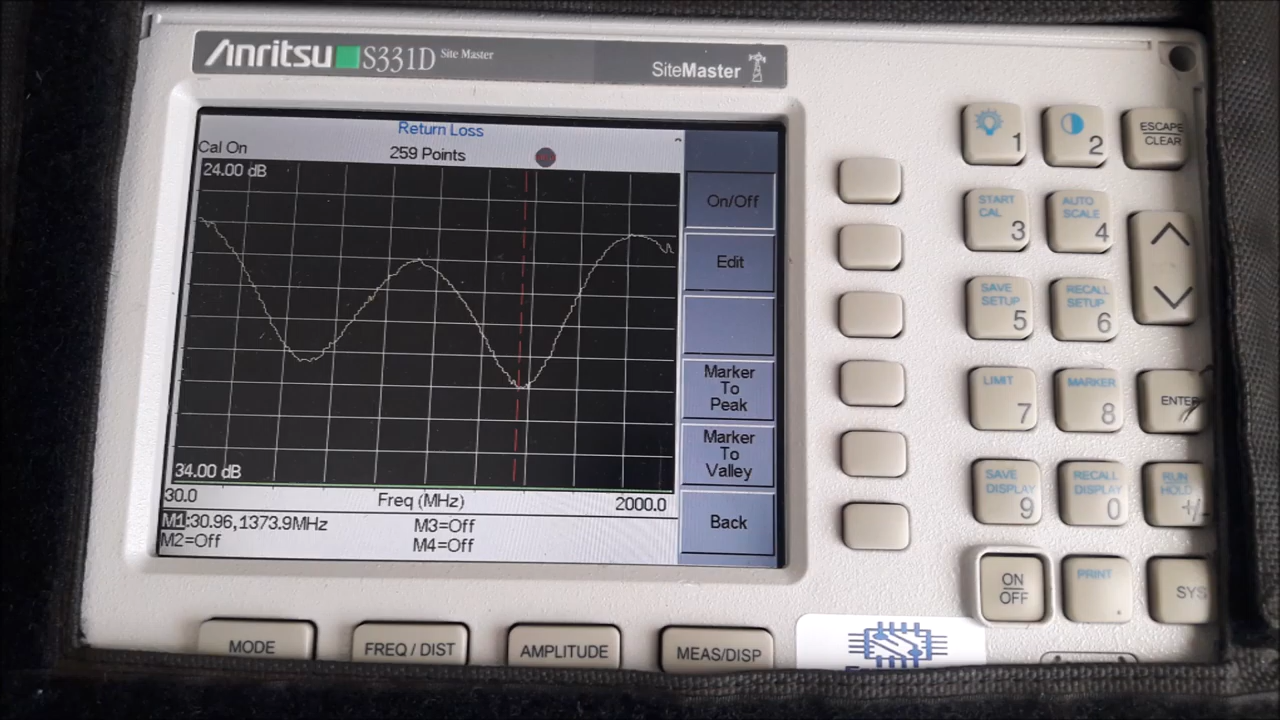 Anritsu S331D Site Master
SiteMaster
Return Loss
Cal On
259 Points
24.00 dB
34.00 dB
30.0
Freq (MHz)
2000.0
M1:30.96,1373.9MHz
M3=Off
M2=Off
M4=Off
On/Off
Edit
Marker
To
Peak
Marker
To
Valley
Back
1
2
ESCAPE
CLEAR
START
CAL
3
AUTO
SCALE
4
SAVE
SETUP
5
RECALL
SETUP
6
LIMIT
7
MARKER
8
ENTER
SAVE
DISPLAY
9
RECALL
DISPLAY
0
RUN
HOLD
+/-
ON
OFF
PRINT
.
SYS
MODE
FREQ / DIST
AMPLITUDE
MEAS/DISP